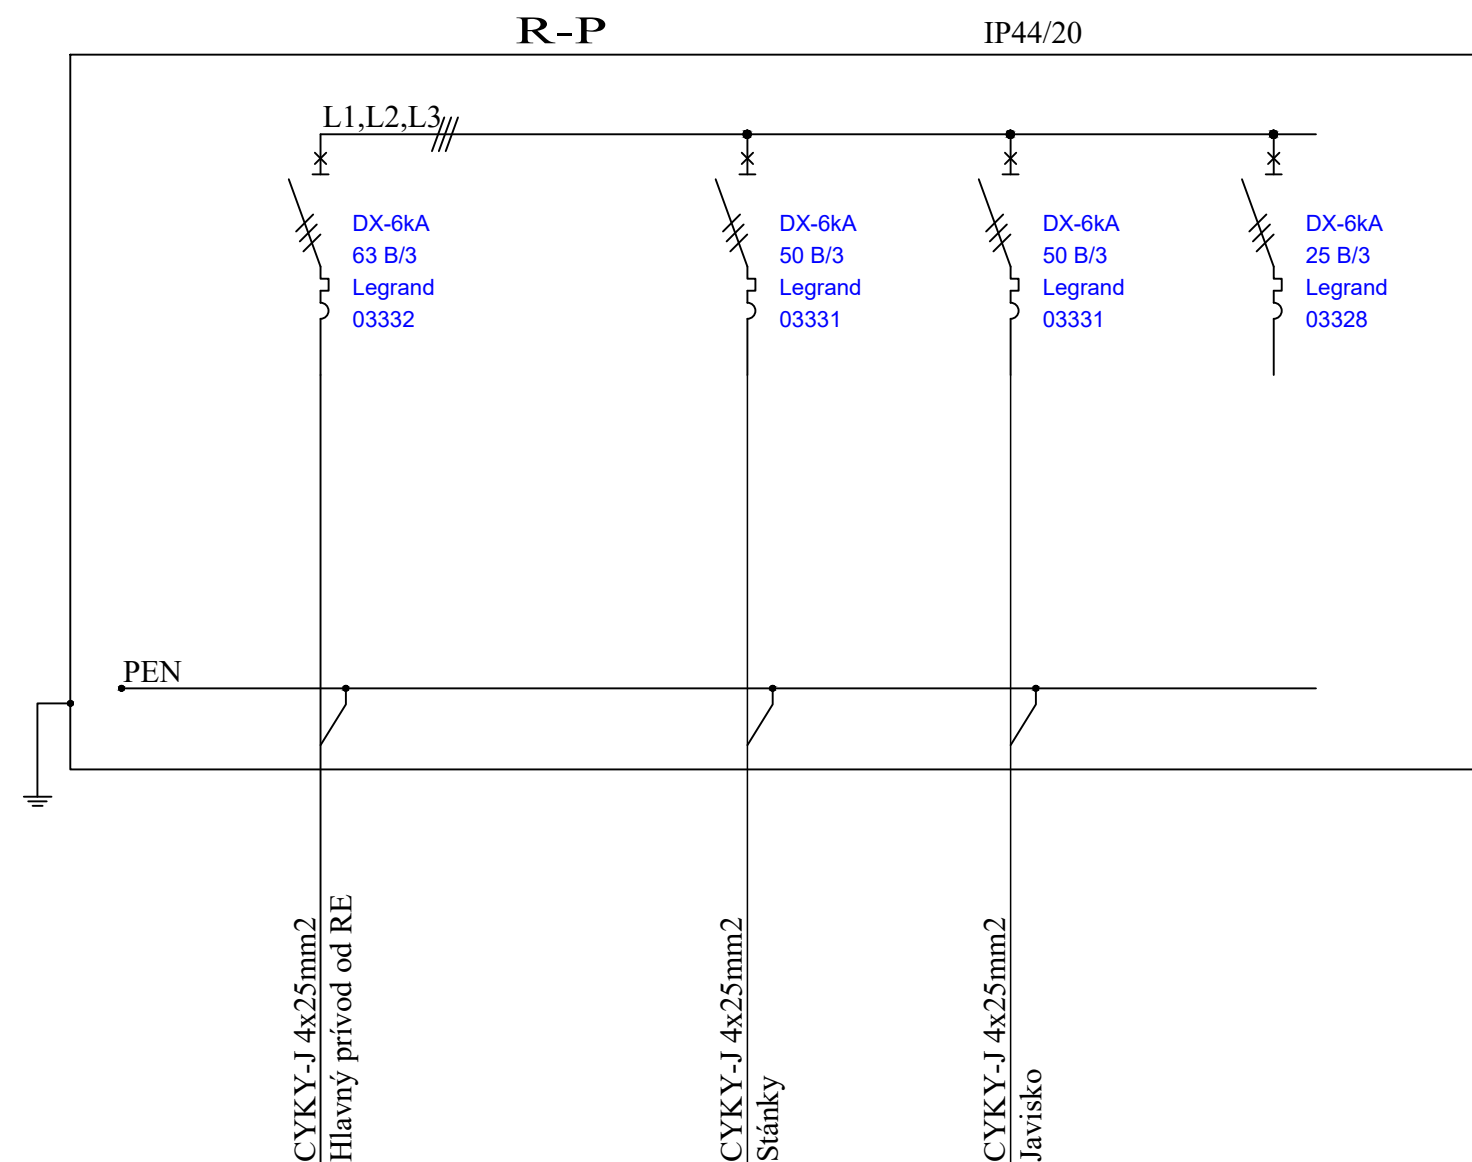 R-P
IP44/20
L1,L2,L3
DX-6kA
63 B/3
Legrand
03332
DX-6kA
50 B/3
Legrand
03331
DX-6kA
50 B/3
Legrand
03331
DX-6kA
25 B/3
Legrand
03328
PEN
CYKY-J 4x25mm2
Hlavný prívod od RE
CYKY-J 4x25mm2
Stánky
CYKY-J 4x25mm2
Javisko